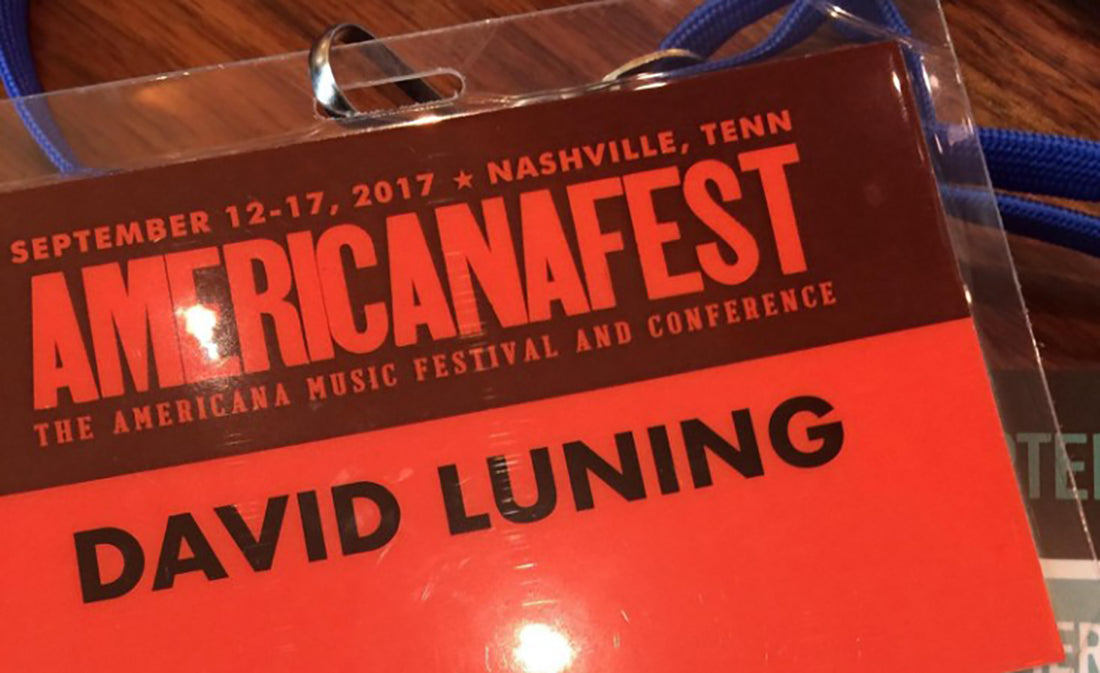 SEPTEMBER 12-17, 2017 ★ NASHVILLE, TENN
AMERICANAFEST
THE AMERICANA MUSIC FESTIVAL AND CONFERENCE
DAVID LUNING